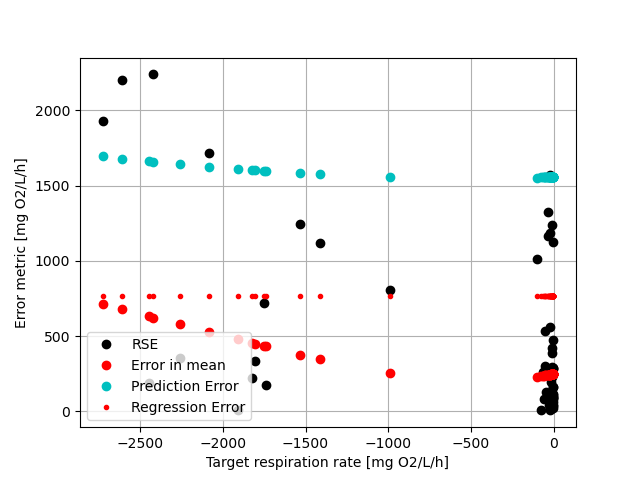 2000
1500
1000
500
0
Error metric [mg O2/L/h]
RSE
Error in mean
Prediction Error
Regression Error
−2500 −2000 −1500 −1000 −500 0
Target respiration rate [mg O2/L/h]